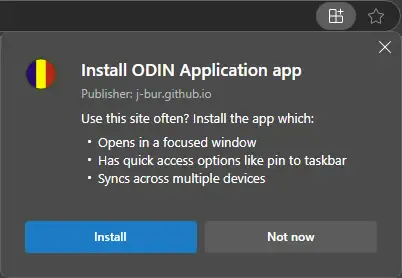 Install ODIN Application app
Publisher: j-bur.github.io
Use this site often? Install the app which:
• Opens in a focused window
• Has quick access options like pin to taskbar
• Syncs across multiple devices
Install
Not now